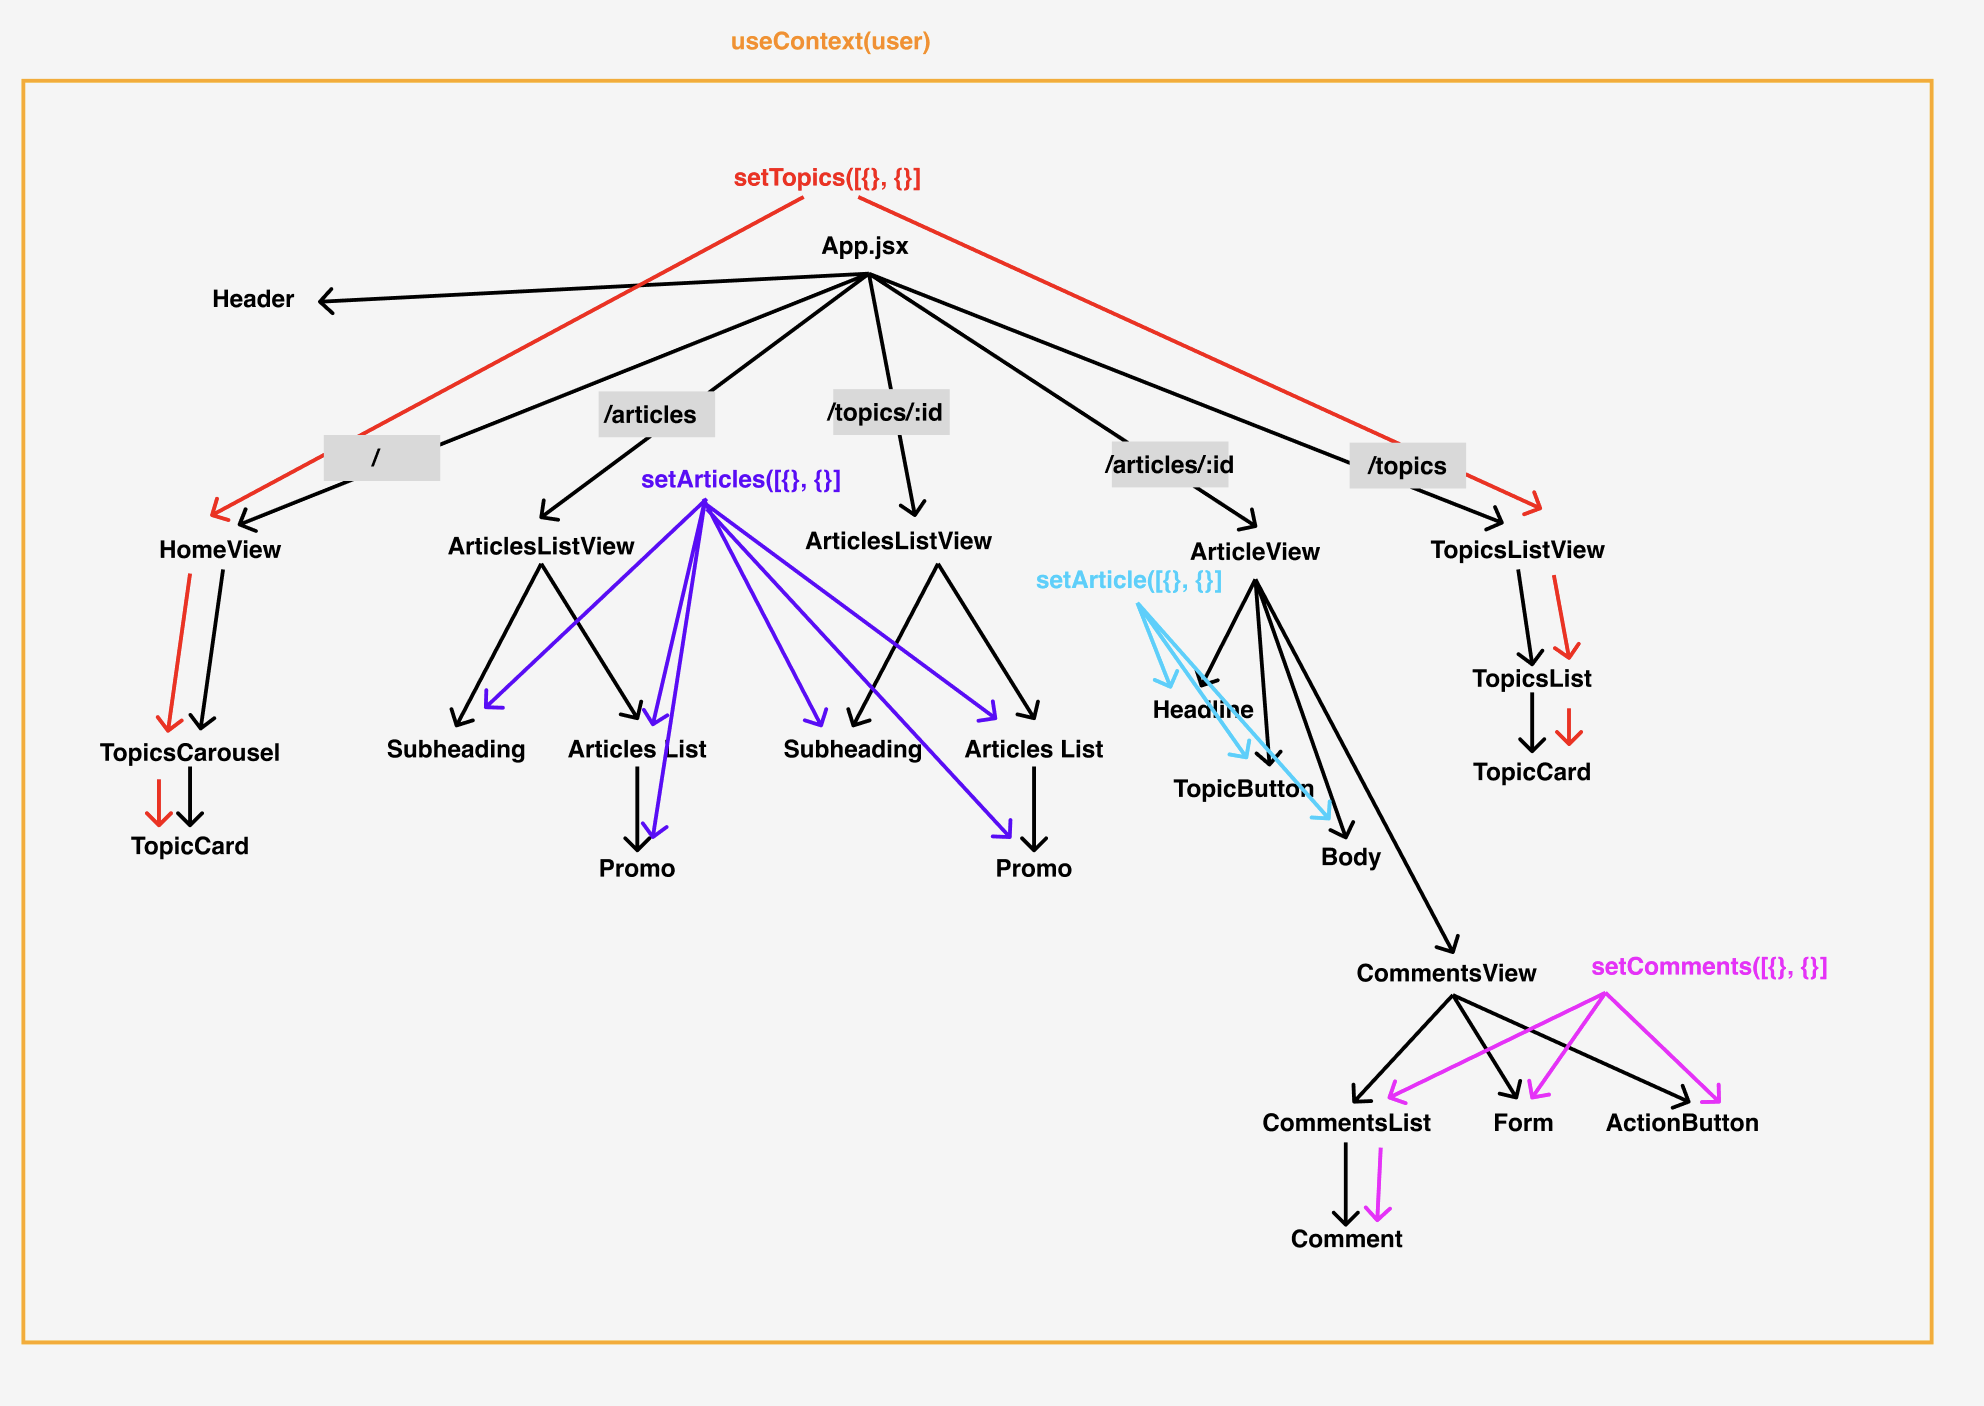 useContext(user)
setTopics([{}, {}]
App.jsx
Header
/articles
/topics/:id
/
/articles/:id
/topics
setArticles([{}, {}]
HomeView
ArticlesListView
ArticlesListView
ArticleView
TopicsListView
setArticle([{}, {}]
TopicsList
Headline
TopicsCarousel
Subheading
Articles List
Subheading
Articles List
TopicButton
TopicCard
TopicCard
Promo
Promo
Body
CommentsView
setComments([{}, {}]
CommentsList
Form
ActionButton
Comment